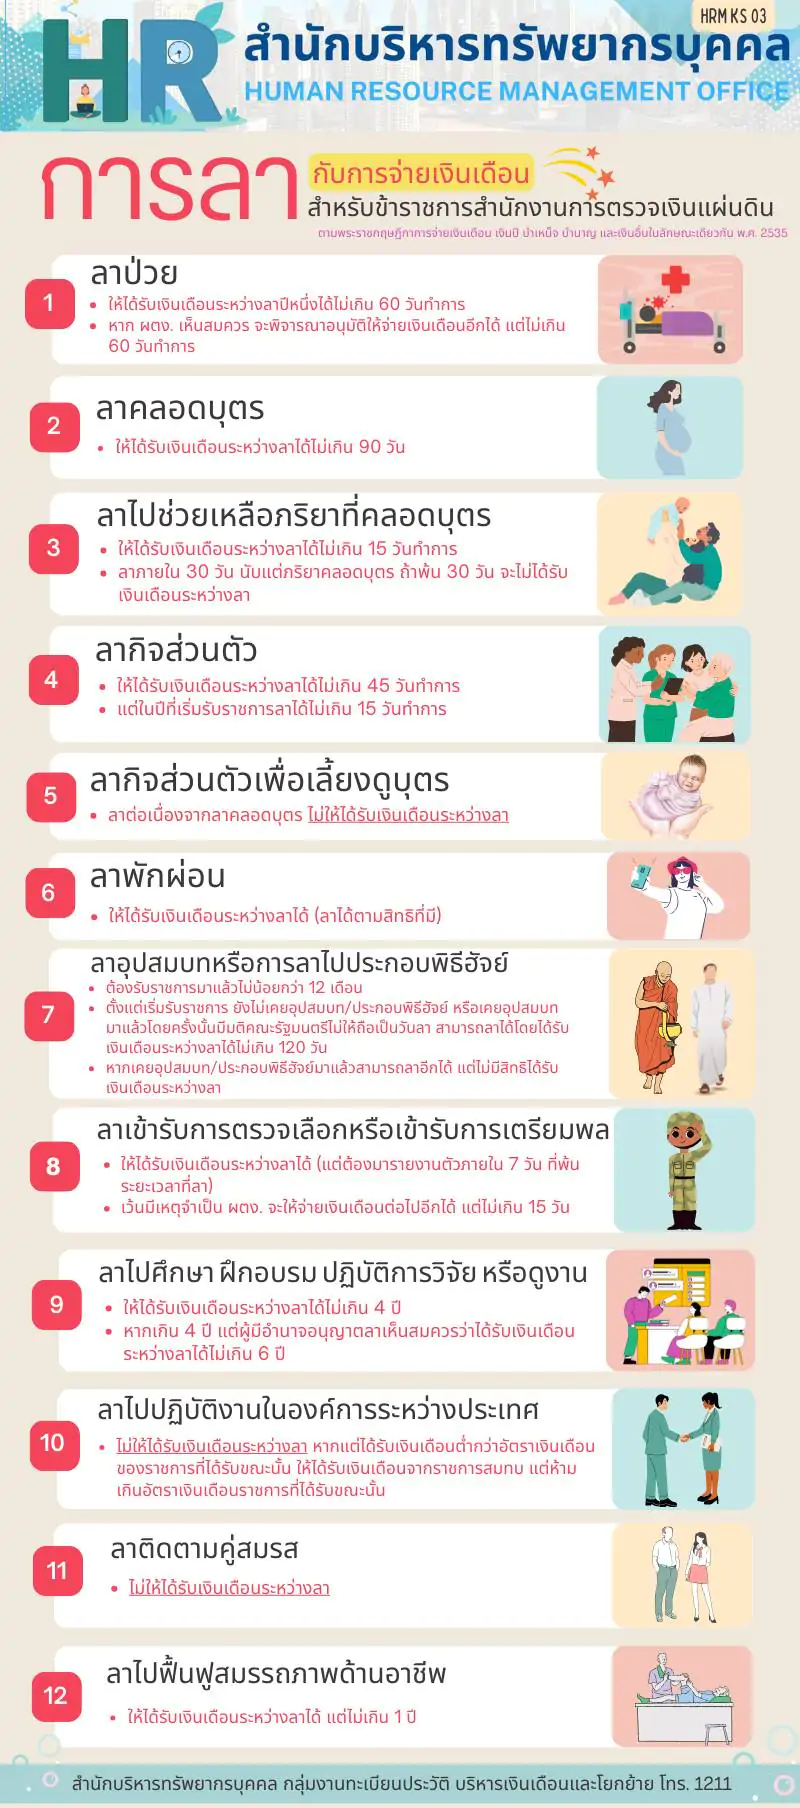 HRM KS 03
HR
สำนักบริหารทรัพยากรบุคคล
HUMAN RESOURCE MANAGEMENT OFFICE
การลา
กับการจ่ายเงินเดือน
สำหรับข้าราชการสำนักงานการตรวจเงินแผ่นดิน
ตามพระราชกฤษฎีกาการจ่ายเงินเดือน เงินปี บำเหน็จ บำนาญ และเงินอื่นในลักษณะเดียวกัน พ.ศ. 2535
1
ลาป่วย
ให้ได้รับเงินเดือนระหว่างลาปีหนึ่งได้ไม่เกิน 60 วันทำการ
หาก ผตง. เห็นสมควร จะพิจารณาอนุมัติให้จ่ายเงินเดือนอีกได้ แต่ไม่เกิน
60 วันทำการ
2
ลาคลอดบุตร
ให้ได้รับเงินเดือนระหว่างลาได้ไม่เกิน 90 วัน
3
ลาไปช่วยเหลือภริยาที่คลอดบุตร
ให้ได้รับเงินเดือนระหว่างลาได้ไม่เกิน 15 วันทำการ
ลาภายใน 30 วัน นับแต่ภริยาคลอดบุตร ถ้าพ้น 30 วัน จะไม่ได้รับ
เงินเดือนระหว่างลา
4
ลากิจส่วนตัว
ให้ได้รับเงินเดือนระหว่างลาได้ไม่เกิน 45 วันทำการ
แต่ในปีที่เริ่มรับราชการลาได้ไม่เกิน 15 วันทำการ
5
ลากิจส่วนตัวเพื่อเลี้ยงดูบุตร
ลาต่อเนื่องจากลาคลอดบุตร ไม่ให้ได้รับเงินเดือนระหว่างลา
6
ลาพักผ่อน
ให้ได้รับเงินเดือนระหว่างลาได้ (ลาได้ตามสิทธิที่มี)
7
ลาอุปสมบทหรือการลาไปประกอบพิธีฮัจย์
ต้องรับราชการมาแล้วไม่น้อยกว่า 12 เดือน
ตั้งแต่เริ่มรับราชการ ยังไม่เคยอุปสมบท/ประกอบพิธีฮัจย์ หรือเคยอุปสมบท
มาแล้วโดยครั้งนั้นมีมติคณะรัฐมนตรีไม่ให้ถือเป็นวันลา สามารถลาได้โดยได้รับ
เงินเดือนระหว่างลาได้ไม่เกิน 120 วัน
หากเคยอุปสมบท/ประกอบพิธีฮัจย์มาแล้วสามารถลาอีกได้ แต่ไม่มีสิทธิได้รับ
เงินเดือนระหว่างลา
8
ลาเข้ารับการตรวจเลือกหรือเข้ารับการเตรียมพล
ให้ได้รับเงินเดือนระหว่างลาได้ (แต่ต้องมารายงานตัวภายใน 7 วัน ที่พ้น
ระยะเวลาที่ลา)
เว้นมีเหตุจำเป็น ผตง. จะให้จ่ายเงินเดือนต่อไปอีกได้ แต่ไม่เกิน 15 วัน
9
ลาไปศึกษา ฝึกอบรม ปฏิบัติการวิจัย หรือดูงาน
ให้ได้รับเงินเดือนระหว่างลาได้ไม่เกิน 4 ปี
หากเกิน 4 ปี แต่ผู้มีอำนาจอนุญาตลาเห็นสมควรว่าได้รับเงินเดือน
ระหว่างลาได้ไม่เกิน 6 ปี
10
ลาไปปฏิบัติงานในองค์การระหว่างประเทศ
ไม่ให้ได้รับเงินเดือนระหว่างลา หากแต่ได้รับเงินเดือนต่ำกว่าอัตราเงินเดือน
ของราชการที่ได้รับขณะนั้น ให้ได้รับเงินเดือนจากราชการสมทบ แต่ห้าม
เกินอัตราเงินเดือนราชการที่ได้รับขณะนั้น
11
ลาติดตามคู่สมรส
ไม่ให้ได้รับเงินเดือนระหว่างลา
12
ลาไปฟื้นฟูสมรรถภาพด้านอาชีพ
ให้ได้รับเงินเดือนระหว่างลาได้ แต่ไม่เกิน 1 ปี
สำนักบริหารทรัพยากรบุคคล กลุ่มงานทะเบียนประวัติ บริหารเงินเดือนและโยกย้าย โทร. 1211